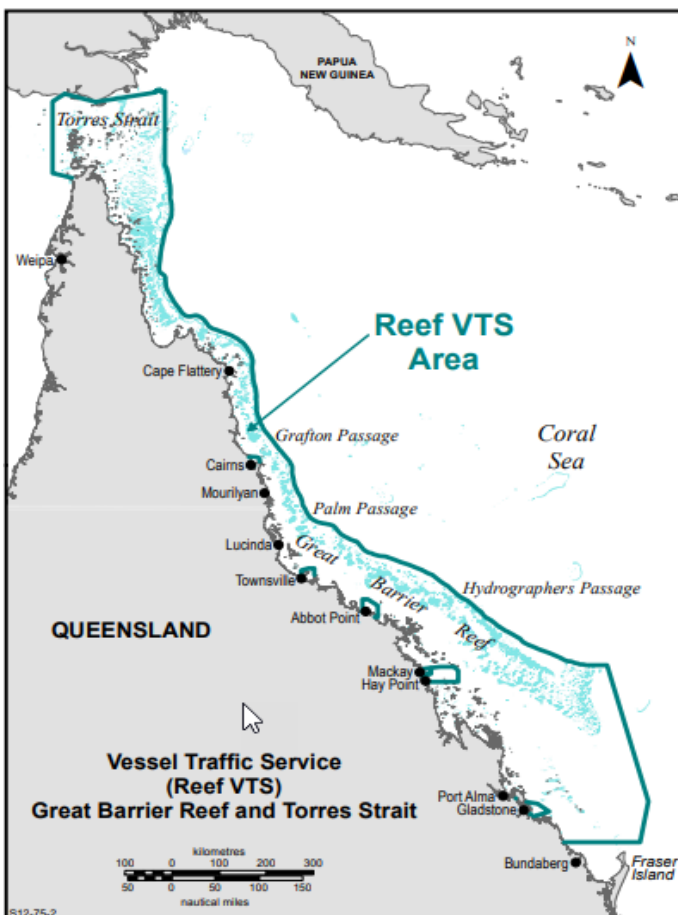 PAPUA
NEW GUINEA
N
Torres Strait
Weipa
Reef VTS
Area
Cape Flattery
Grafton Passage
Coral
Sea
Cairns
Mourilyan
Palm Passage
Lucinda
Great
Townsville
Barrier
Hydrographers Passage
Abbot Point
Reef
QUEENSLAND
Mackay
Hay Point
Vessel Traffic Service
(Reef VTS)
Great Barrier Reef and Torres Strait
Port Alma
Gladstone
kilometres
100 0 100 200 300
50 0 50 100 150
nautical miles
Bundaberg
Fraser
Island
S12-75-2